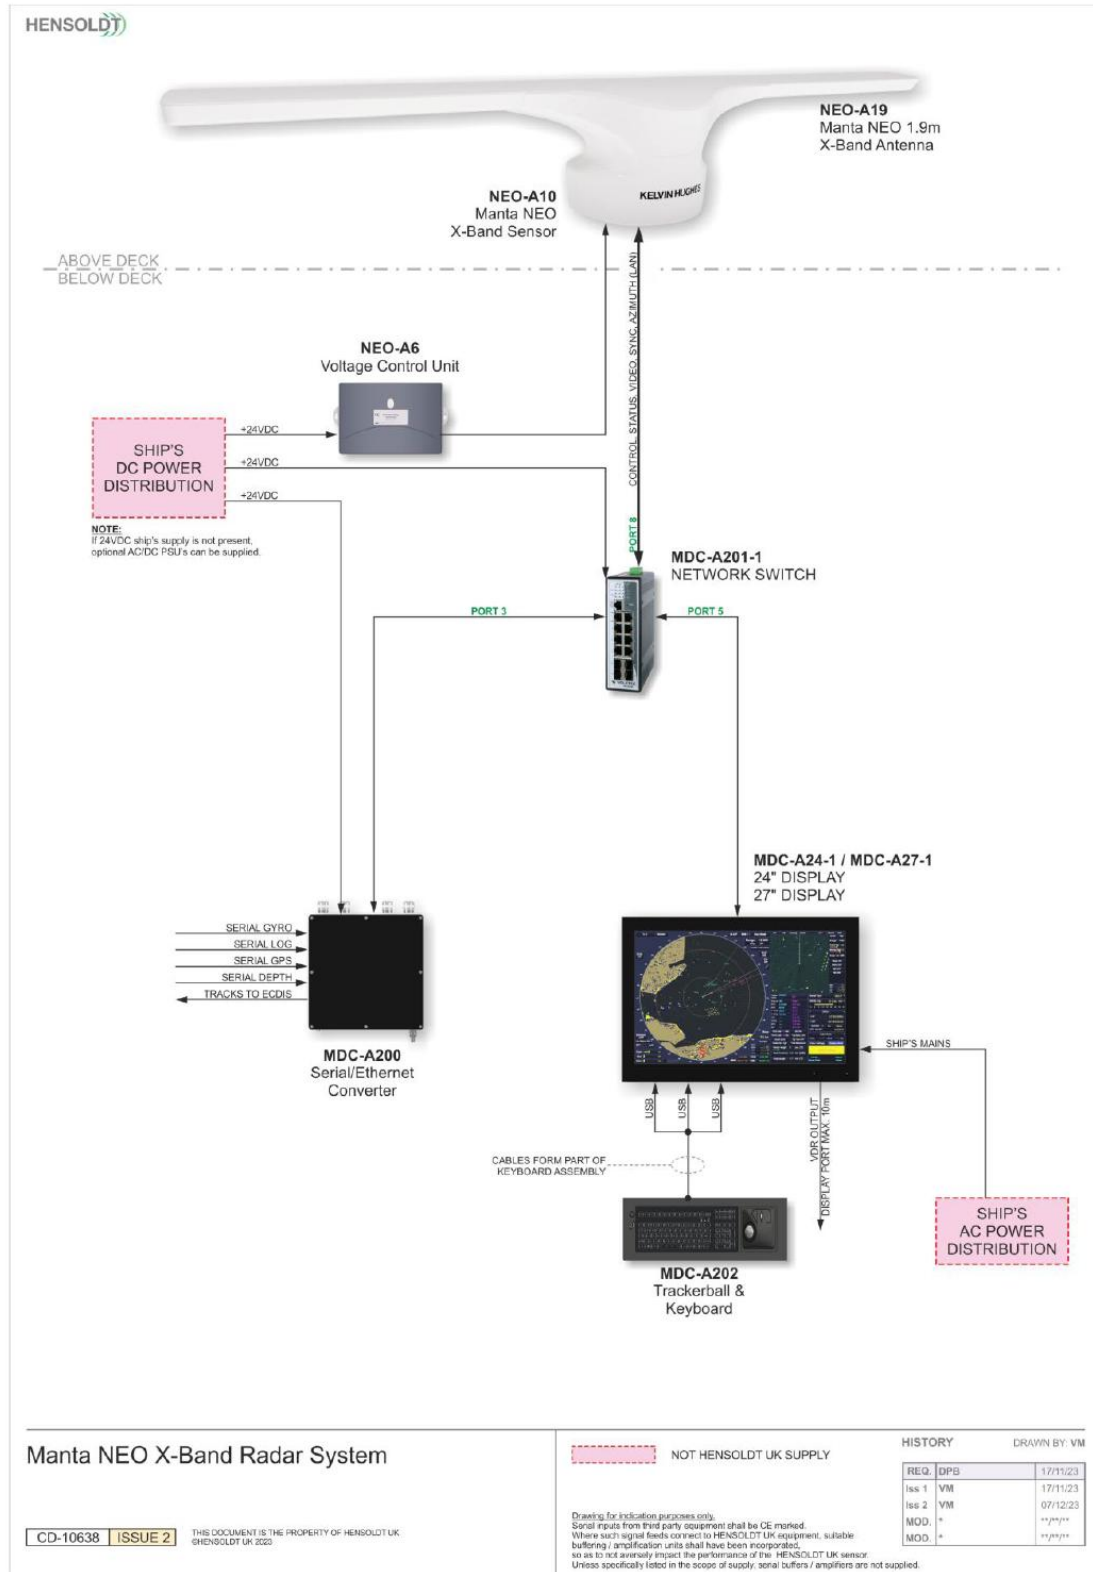 HENSOLDT
NEO-A19
Manta NEO 1.9m
X-Band Antenna
KELVIN HUGHES
NEO-A10
Manta NEO
X-Band Sensor
ABOVE DECK
BELOW DECK
CONTROL, STATUS, VIDEO, SYNC, AZIMUTH (LAN)
NEO-A6
Voltage Control Unit
SHIP'S
DC POWER
DISTRIBUTION
+24VDC
+24VDC
+24VDC
NOTE:
If 24VDC ship's supply is not present,
optional AC/DC PSU's can be supplied.
PORT 8
MDC-A201-1
NETWORK SWITCH
PORT 3
PORT 5
MDC-A24-1 / MDC-A27-1
24" DISPLAY
27" DISPLAY
SERIAL GYRO
SERIAL LOG
SERIAL GPS
SERIAL DEPTH
TRACKS TO ECDIS
MDC-A200
Serial/Ethernet
Converter
SHIP'S MAINS
USB
USB
USB
VDR OUTPUT
DISPLAY PORT MAX. 10m
CABLES FORM PART OF
KEYBOARD ASSEMBLY
MDC-A202
Trackerball &
Keyboard
SHIP'S
AC POWER
DISTRIBUTION
Manta NEO X-Band Radar System
CD-10638 ISSUE 2
THIS DOCUMENT IS THE PROPERTY OF HENSOLDT UK
©HENSOLDT UK 2023
NOT HENSOLDT UK SUPPLY
Drawing for indication purposes only.
Serial inputs from third party equipment shall be CE marked.
Where such signal feeds connect to HENSOLDT UK equipment, suitable
buffering / amplification units shall have been incorporated,
so as to not aversely impact the performance of the HENSOLDT UK sensor.
Unless specifically listed in the scope of supply, serial buffers / amplifiers are not supplied.
HISTORY DRAWN BY: VM
REQ. DPB 17/11/23
Iss 1 VM 17/11/23
Iss 2 VM 07/12/23
MOD. * **/**/**
MOD. * **/**/**